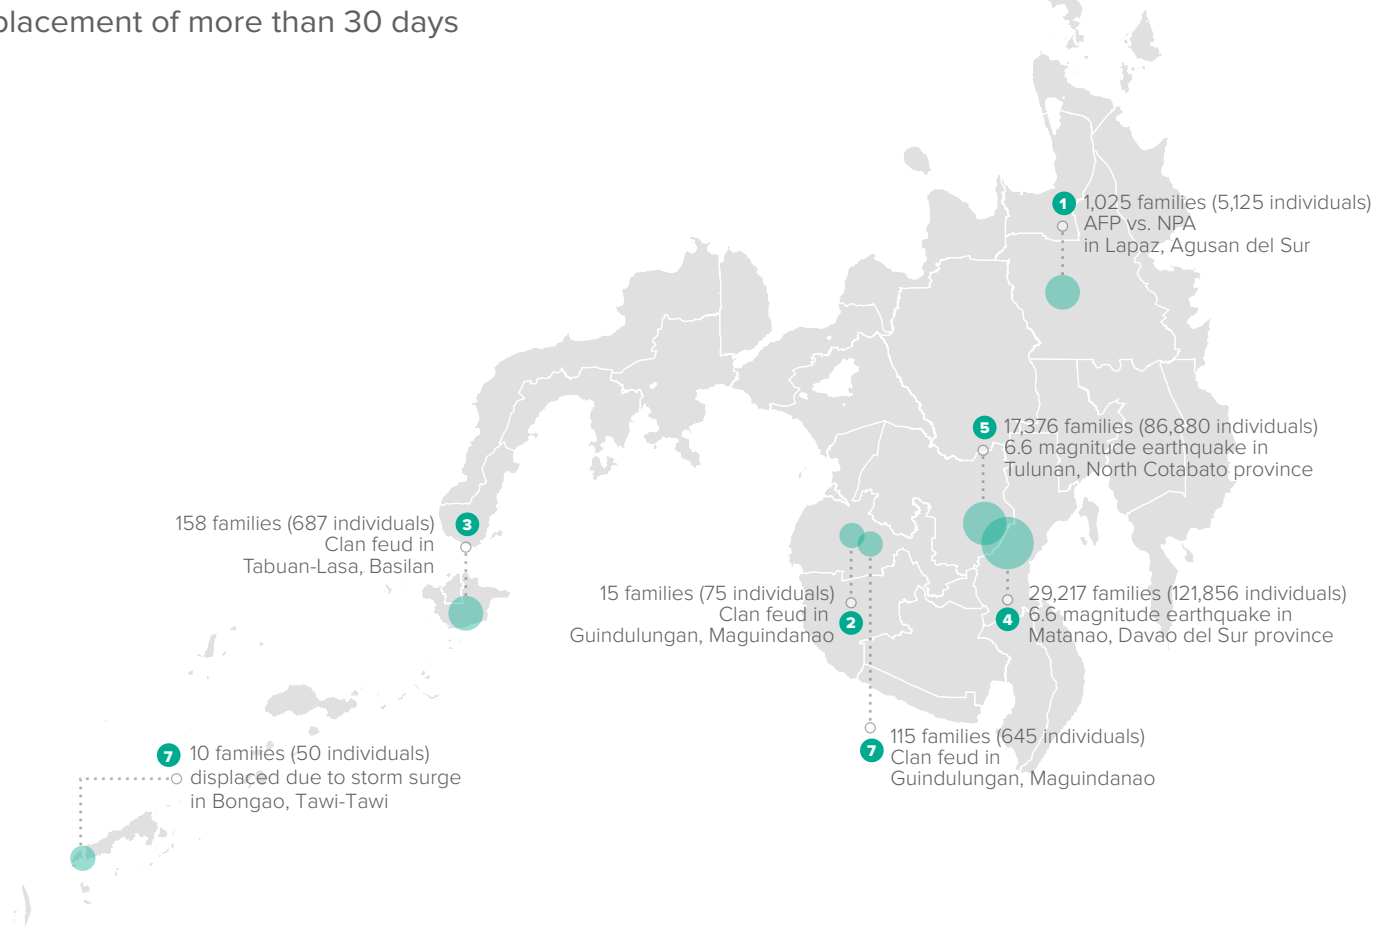 placement of more than 30 days
1
1,025 families (5,125 individuals)
AFP vs. NPA
in Lapaz, Agusan del Sur
5
17,376 families (86,880 individuals)
6.6 magnitude earthquake in
Tulunan, North Cotabato province
158 families (687 individuals)
3
Clan feud in
Tabuan-Lasa, Basilan
15 families (75 individuals)
Clan feud in
2
Guindulungan, Maguindanao
29,217 families (121,856 individuals)
4
6.6 magnitude earthquake in
Matanao, Davao del Sur province
7
115 families (645 individuals)
Clan feud in
Guindulungan, Maguindanao
7
10 families (50 individuals)
displaced due to storm surge
in Bongao, Tawi-Tawi